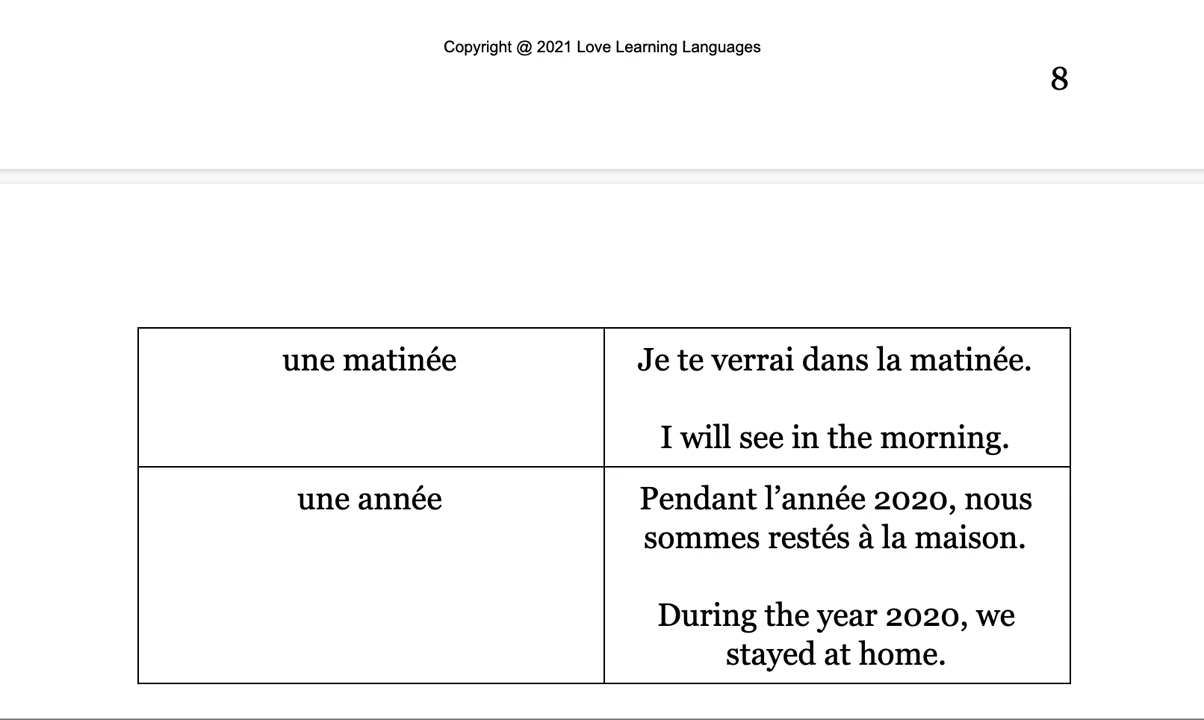 Copyright @ 2021 Love Learning Languages
8
une matinée
Je te verrai dans la matinée.
I will see in the morning.
une année
Pendant l’année 2020, nous
sommes restés à la maison.
During the year 2020, we
stayed at home.